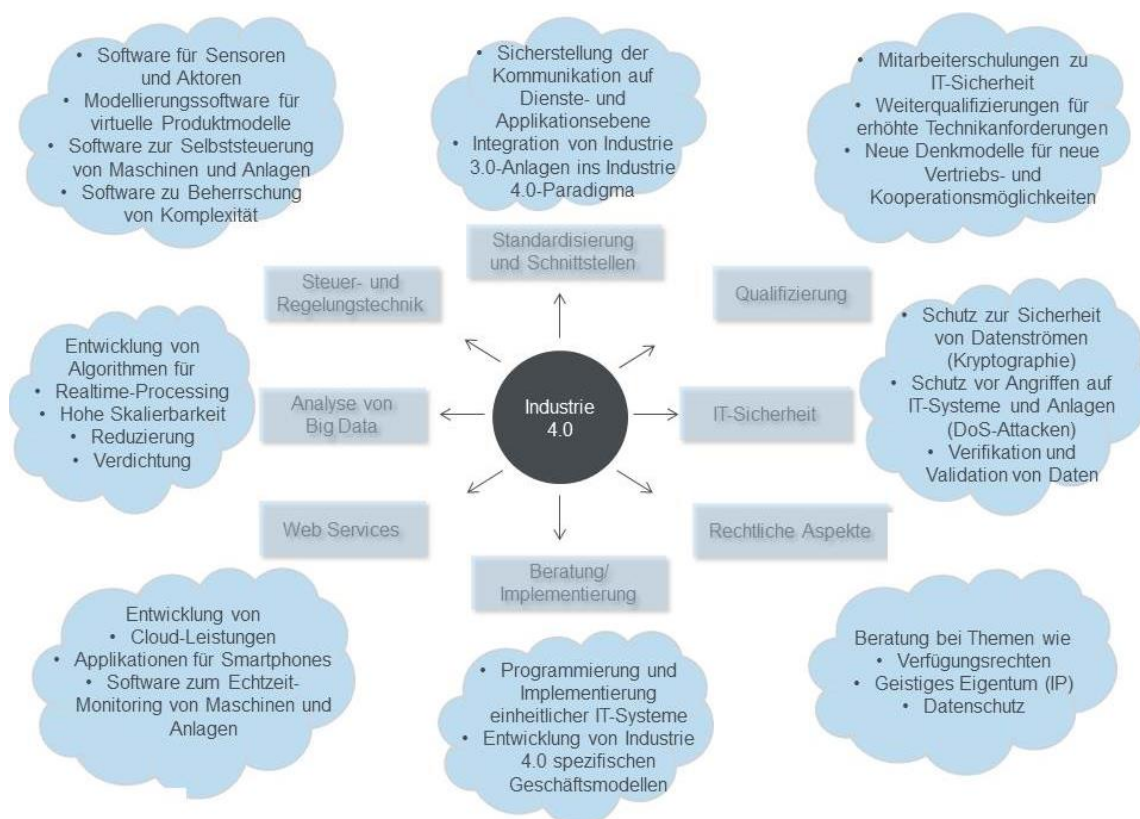 • Software für Sensoren
und Aktoren
• Modellierungssoftware für
virtuelle Produktmodelle
• Software zur Selbststeuerung
von Maschinen und Anlagen
• Software zu Beherrschung
von Komplexität
• Sicherstellung der
Kommunikation auf
Dienste- und
Applikationsebene
• Integration von Industrie
3.0-Anlagen ins Industrie
4.0-Paradigma
• Mitarbeiterschulungen zu
IT-Sicherheit
• Weiterqualifizierungen für
erhöhte Technikanforderungen
• Neue Denkmodelle für neue
Vertriebs- und
Kooperationsmöglichkeiten
Standardisierung
und Schnittstellen
Steuer- und
Regelungstechnik
Qualifizierung
Entwicklung von
Algorithmen für
• Realtime-Processing
• Hohe Skalierbarkeit
• Reduzierung
• Verdichtung
Analyse von
Big Data
Industrie
4.0
IT-Sicherheit
• Schutz zur Sicherheit
von Datenströmen
(Kryptographie)
• Schutz vor Angriffen auf
IT-Systeme und Anlagen
(DoS-Attacken)
• Verifikation und
Validation von Daten
Web Services
Rechtliche Aspekte
Beratung/
Implementierung
Entwicklung von
• Cloud-Leistungen
• Applikationen für Smartphones
• Software zum Echtzeit-
Monitoring von Maschinen und
Anlagen
• Programmierung und
Implementierung
einheitlicher IT-Systeme
• Entwicklung von Industrie
4.0 spezifischen
Geschäftsmodellen
Beratung bei Themen wie
• Verfügungsrechten
• Geistiges Eigentum (IP)
• Datenschutz